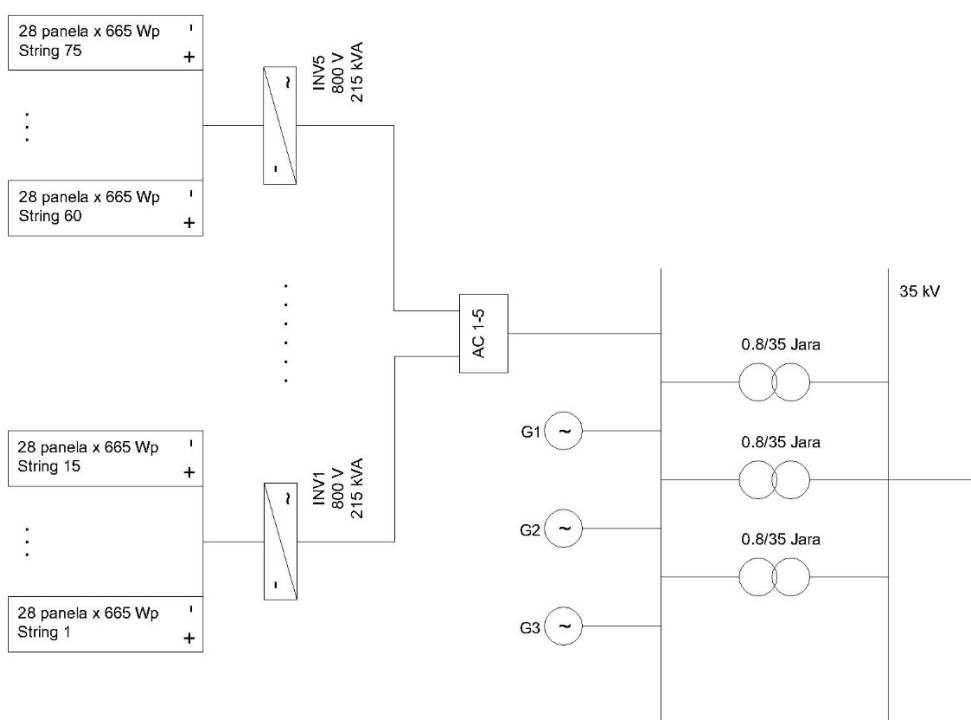 28 panela x 665 Wp
String 75
- 
+
28 panela x 665 Wp
String 60
-
+
~
-
INV5
800 V
215 kVA
AC 1-5
35 kV
0.8/35 Jara
G1
~
0.8/35 Jara
G2
~
0.8/35 Jara
G3
~
28 panela x 665 Wp
String 15
-
+
28 panela x 665 Wp
String 1
-
+
~
-
INV1
800 V
215 kVA